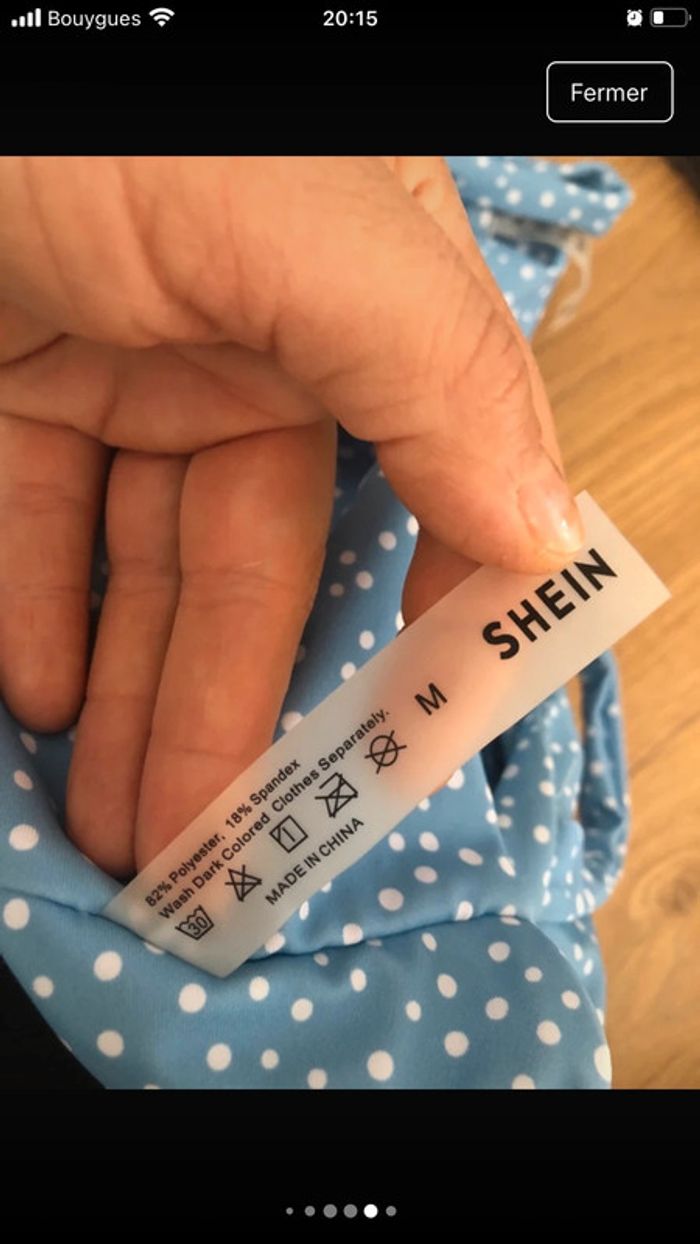 Bouygues 20:15
Fermer
SHEIN
M
82% Polyester, 18% Spandex
Wash Dark Colored Clothes Separately.
30
1
MADE IN CHINA